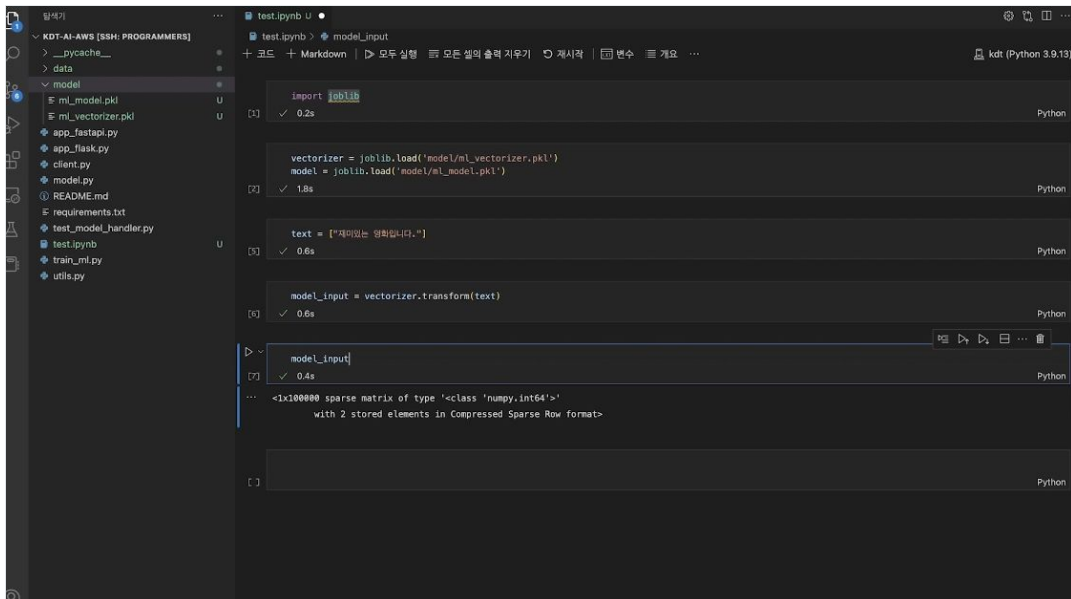 탐색기
test.ipynb U
KDT-AI-AWS [SSH: PROGRAMMERS]
__pycache__
data
model
ml_model.pkl U
ml_vectorizer.pkl U
app_fastapi.py
app_flask.py
client.py
model.py
README.md
requirements.txt
test_model_handler.py
test.ipynb U
train_ml.py
utils.py
1
6
test.ipynb > model_input
+ 코드 + Markdown | 모두 실행 모든 셀의 출력 지우기 재시작 | 변수 개요 ...
kdt (Python 3.9.13)
import joblib
[1] ✓ 0.2s Python
vectorizer = joblib.load('model/ml_vectorizer.pkl')
model = joblib.load('model/ml_model.pkl')
[2] ✓ 1.8s Python
text = ["재미있는 영화입니다."]
[5] ✓ 0.6s Python
model_input = vectorizer.transform(text)
[6] ✓ 0.6s Python
model_input
[7] ✓ 0.4s Python
<1x100000 sparse matrix of type '<class 'numpy.int64'>'
with 2 stored elements in Compressed Sparse Row format>
[ ] Python